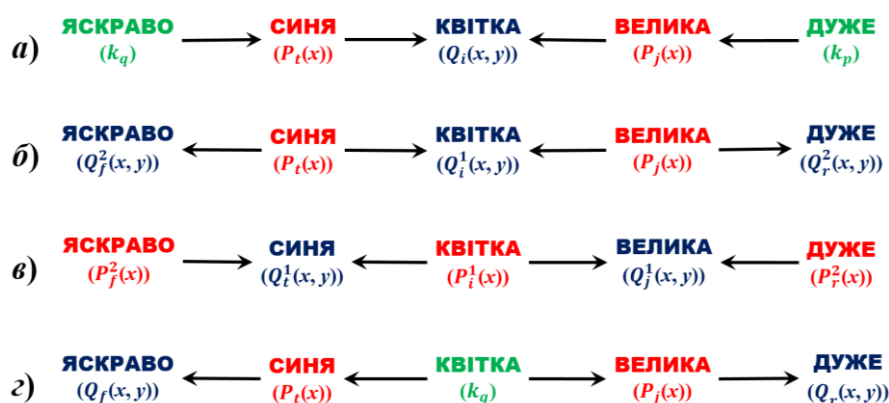 а) ЯСКРАВО СИНЯ КВІТКА ВЕЛИКА ДУЖЕ
(k_q) (P_t(x)) (Q_i(x, y)) (P_j(x)) (k_p)
б) ЯСКРАВО СИНЯ КВІТКА ВЕЛИКА ДУЖЕ
(Q_f^2(x, y)) (P_t(x)) (Q_i^1(x, y)) (P_j(x)) (Q_r^2(x, y))
в) ЯСКРАВО СИНЯ КВІТКА ВЕЛИКА ДУЖЕ
(P_f^2(x)) (Q_t^1(x, y)) (P_i^1(x)) (Q_j^1(x, y)) (P_r^2(x))
г) ЯСКРАВО СИНЯ КВІТКА ВЕЛИКА ДУЖЕ
(Q_f(x, y)) (P_t(x)) (k_q) (P_j(x)) (Q_r(x, y))